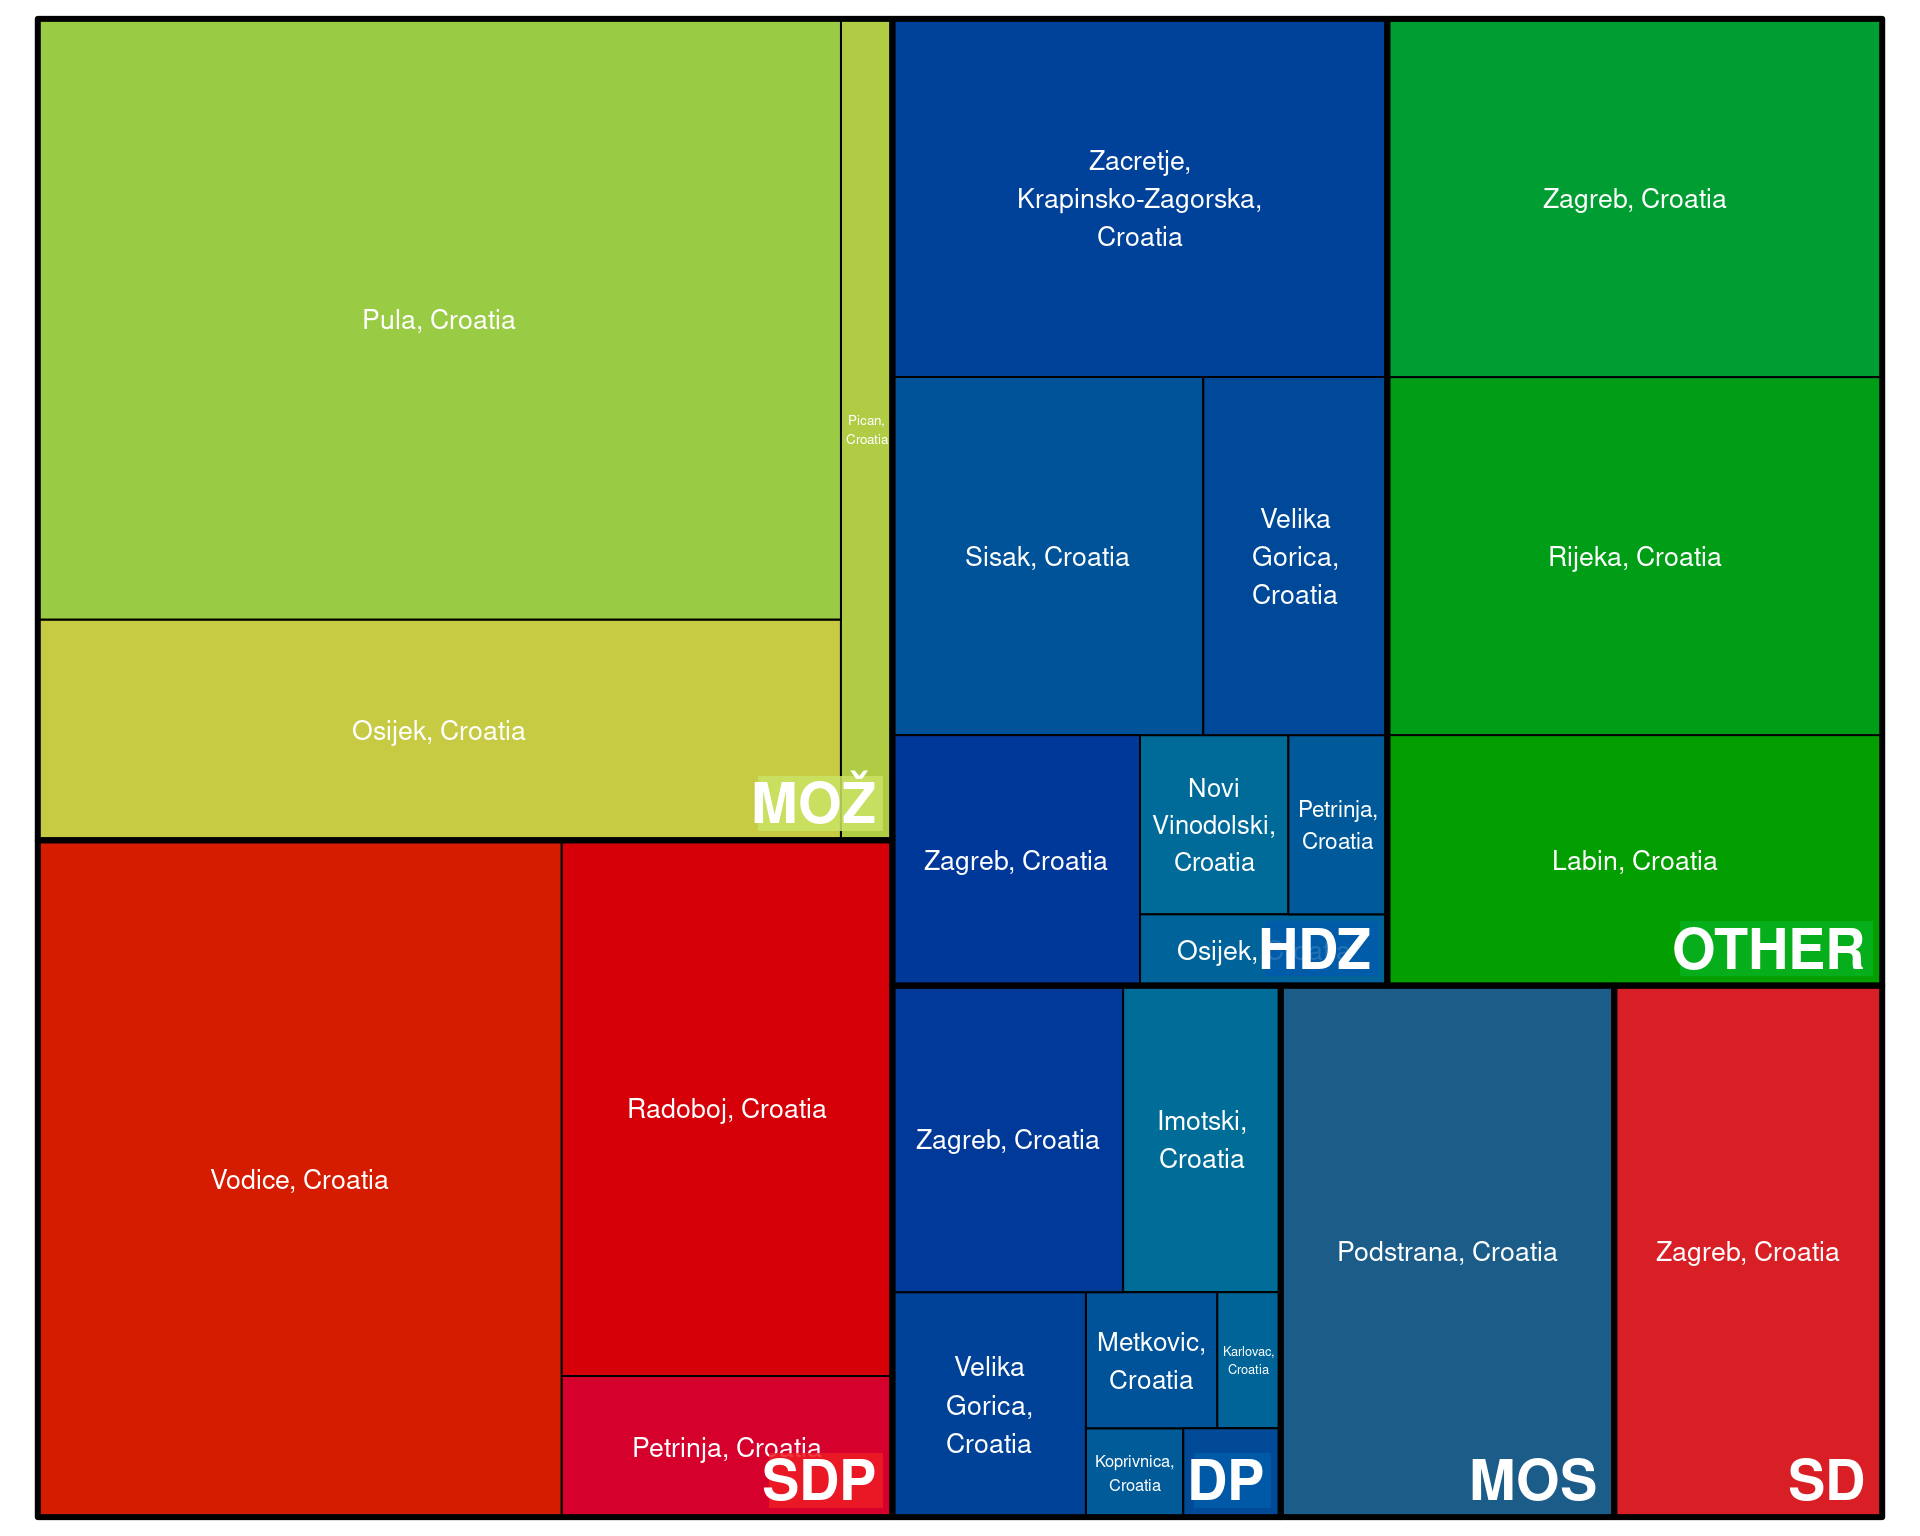 Pula, Croatia
Pican,
Croatia
Osijek, Croatia
MOŽ
Vodice, Croatia
Radoboj, Croatia
Petrinja, Croatia
SDP
Zacretje,
Krapinsko-Zagorska,
Croatia
Sisak, Croatia
Velika
Gorica,
Croatia
Zagreb, Croatia
Novi
Vinodolski,
Croatia
Petrinja,
Croatia
Osijek,
HDZ
Zagreb, Croatia
Rijeka, Croatia
Labin, Croatia
OTHER
Zagreb, Croatia
Imotski,
Croatia
Velika
Gorica,
Croatia
Metkovic,
Croatia
Karlovac,
Croatia
Koprivnica,
Croatia
DP
Podstrana, Croatia
MOS
Zagreb, Croatia
SD